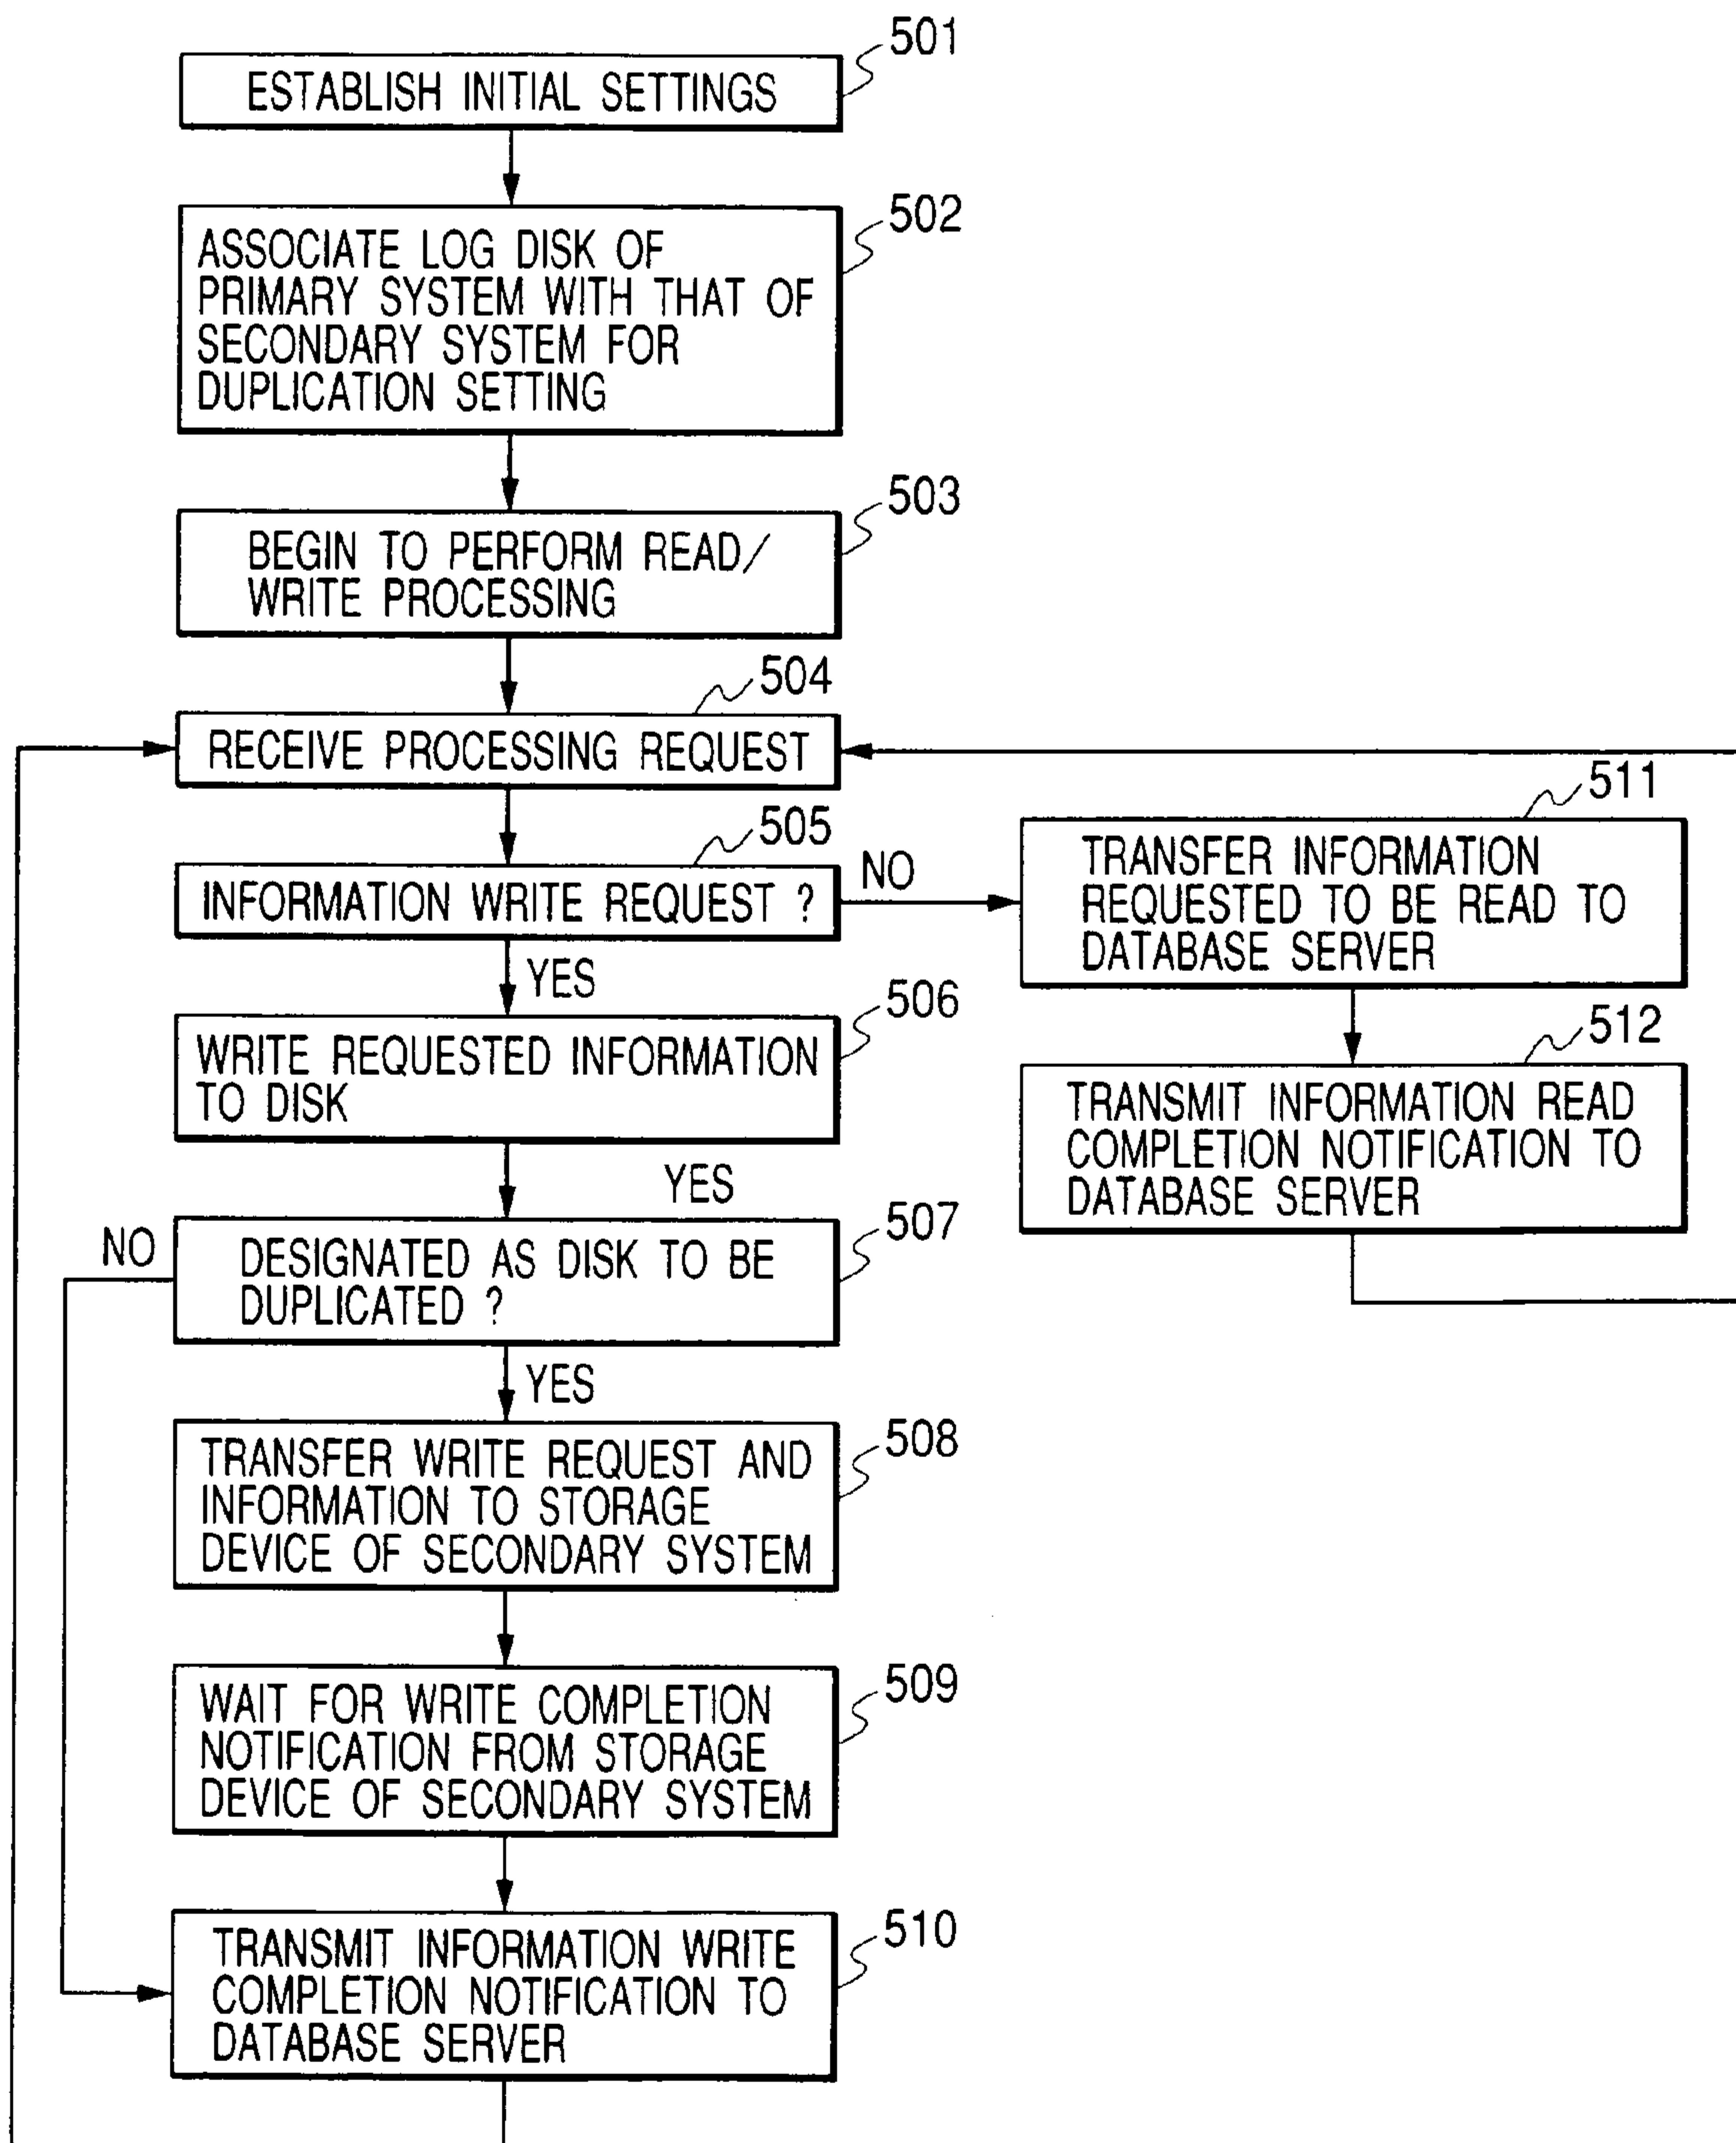 501
ESTABLISH INITIAL SETTINGS
502
ASSOCIATE LOG DISK OF
PRIMARY SYSTEM WITH THAT OF
SECONDARY SYSTEM FOR
DUPLICATION SETTING
503
BEGIN TO PERFORM READ/
WRITE PROCESSING
504
RECEIVE PROCESSING REQUEST
505
INFORMATION WRITE REQUEST ?
NO
511
TRANSFER INFORMATION
REQUESTED TO BE READ TO
DATABASE SERVER
512
TRANSMIT INFORMATION READ
COMPLETION NOTIFICATION TO
DATABASE SERVER
YES
506
WRITE REQUESTED INFORMATION
TO DISK
YES
507
NO
DESIGNATED AS DISK TO BE
DUPLICATED ?
YES
508
TRANSFER WRITE REQUEST AND
INFORMATION TO STORAGE
DEVICE OF SECONDARY SYSTEM
509
WAIT FOR WRITE COMPLETION
NOTIFICATION FROM STORAGE
DEVICE OF SECONDARY SYSTEM
510
TRANSMIT INFORMATION WRITE
COMPLETION NOTIFICATION TO
DATABASE SERVER